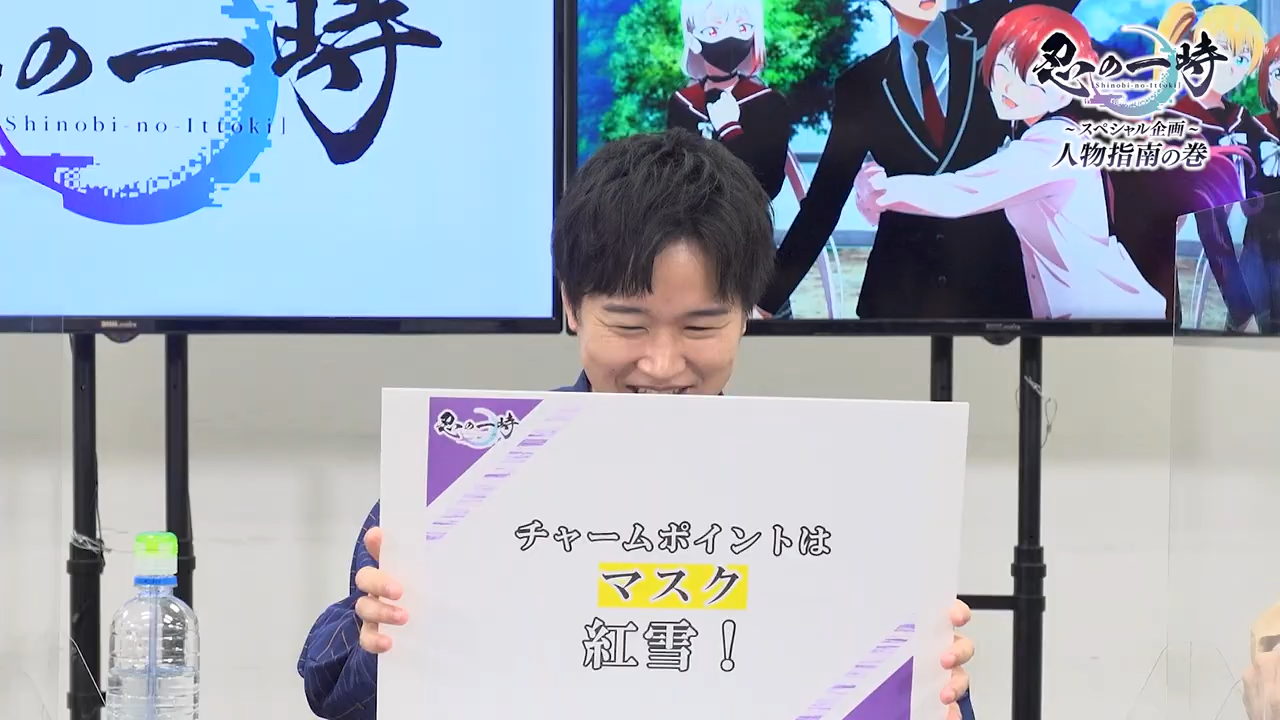 の一時
Shinobi-no-Ittoki]
忍の一時
Shinobi-no-Ittoki]
~スペシャル企画~
人物指南の巻
忍の一時
チャームポイントは
マスク
紅雪!